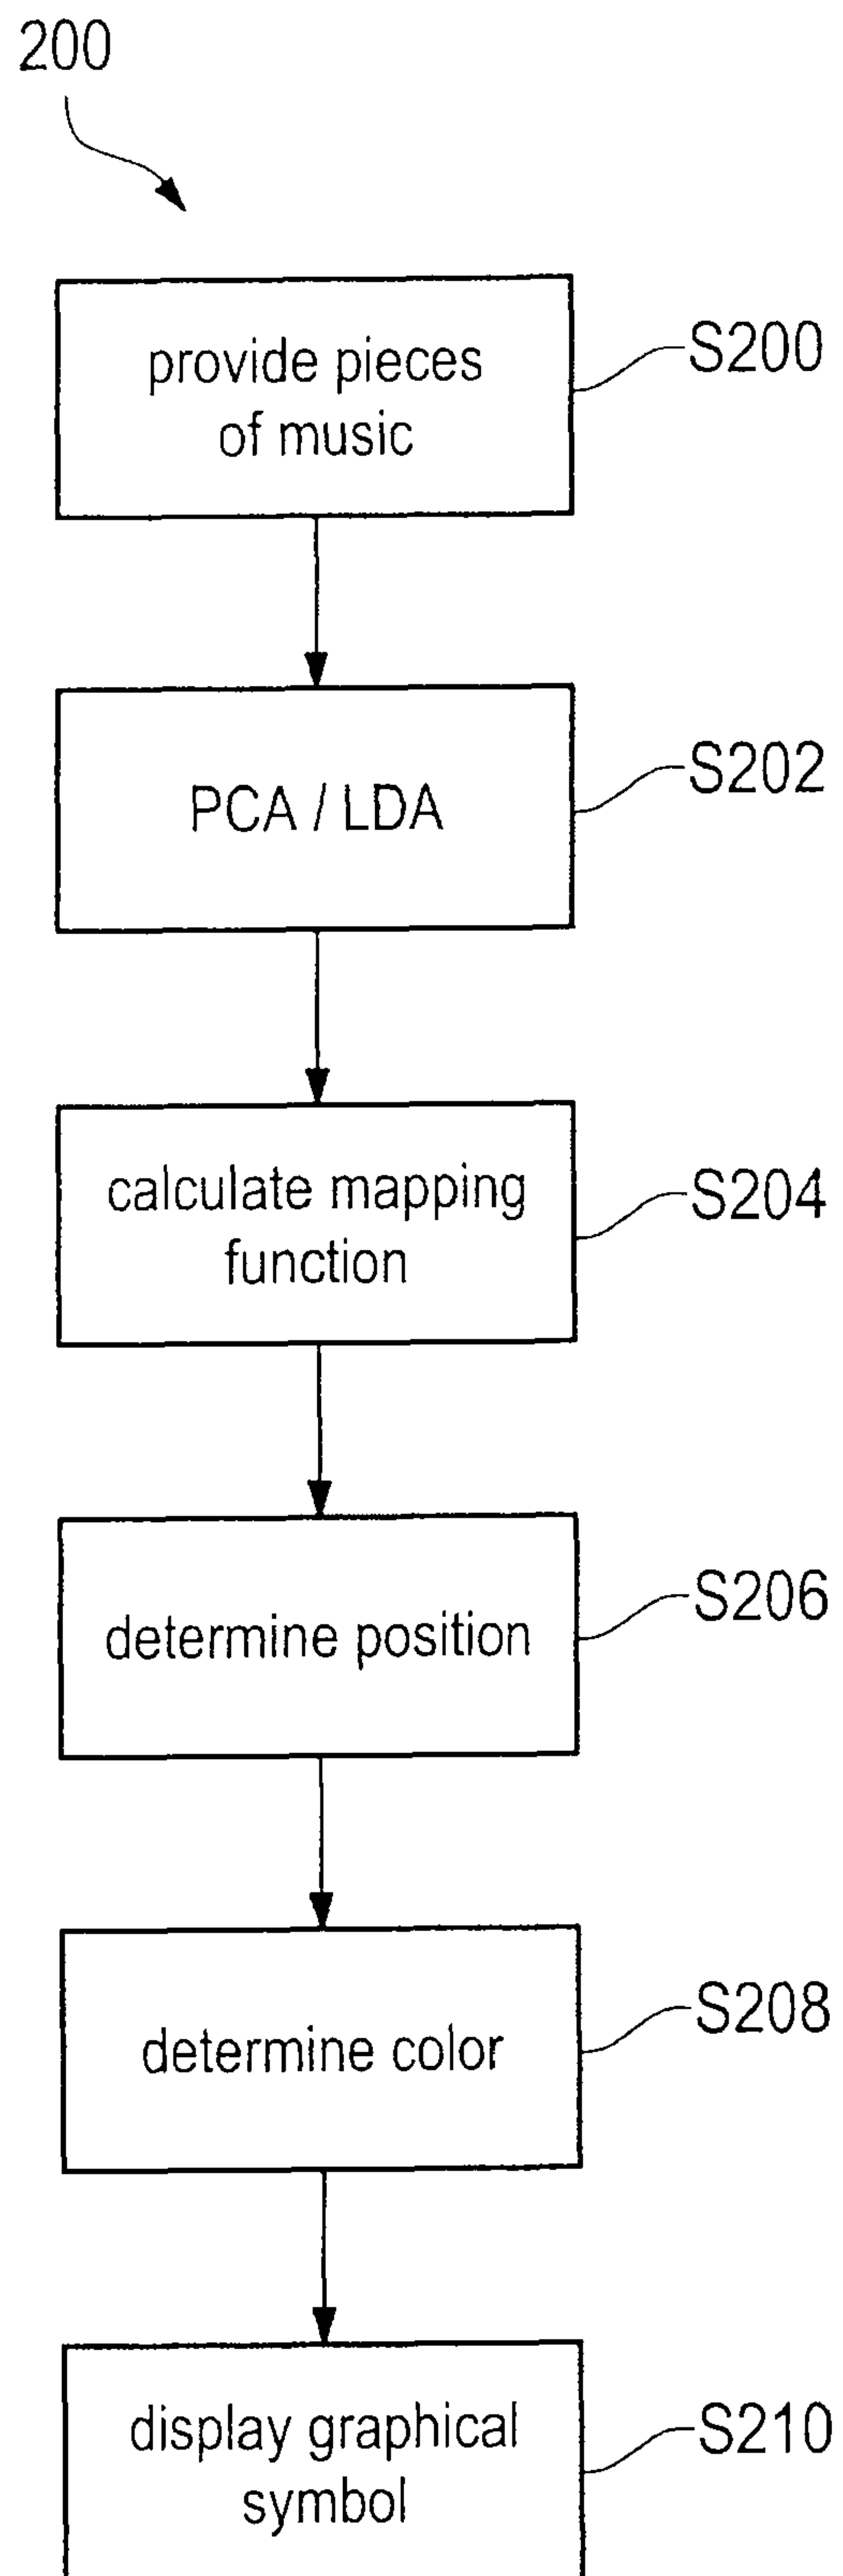 200
provide pieces
of music
S200
PCA / LDA
S202
calculate mapping
function
S204
determine position
S206
determine color
S208
display graphical
symbol
S210